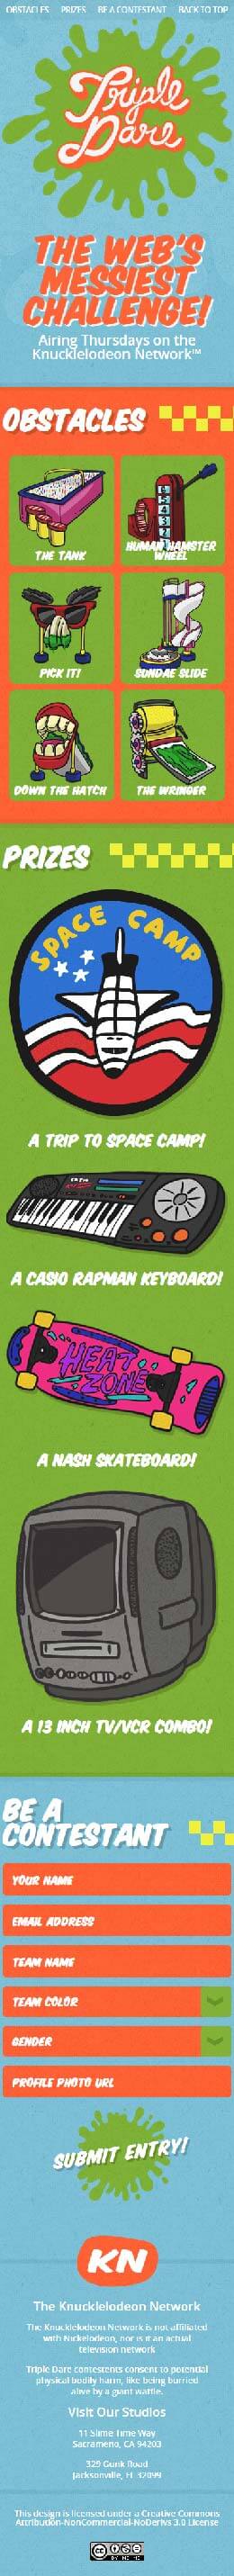 OBSTACLES PRIZES BE A CONTESTANT BACK TO TOP
Triple
Dare
THE WEB'S
MESSIEST
CHALLENGE!
Airing Thursdays on the
Knucklelodeon Network™
OBSTACLES
THE TANK
HUMAN HAMSTER
WHEEL
PICK IT!
SUNDAE SLIDE
DOWN THE HATCH
THE WRINGER
PRIZES
SPACE CAMP
A TRIP TO SPACE CAMP!
A CASIO RAPMAN KEYBOARD!
HEAT
ZONE
A NASH SKATEBOARD!
A 13 INCH TV/VCR COMBO!
BE A
CONTESTANT
YOUR NAME
EMAIL ADDRESS
TEAM NAME
TEAM COLOR
GENDER
PROFILE PHOTO URL
SUBMIT ENTRY!
KN
The Knucklelodeon Network
The Knucklelodeon Network is not affiliated
with Nickelodeon, nor is it an actual
television network
Triple Dare contestents consent to potential
physical bodily harm, like being burried
alive by a giant waffle.
Visit Our Studios
11 Slime Time Way
Sacrameno, CA 94203
329 Gunk Road
Jacksonville, FL 32099
This design is licensed under a Creative Commons
Attribution-NonCommercial-NoDerivs 3.0 License